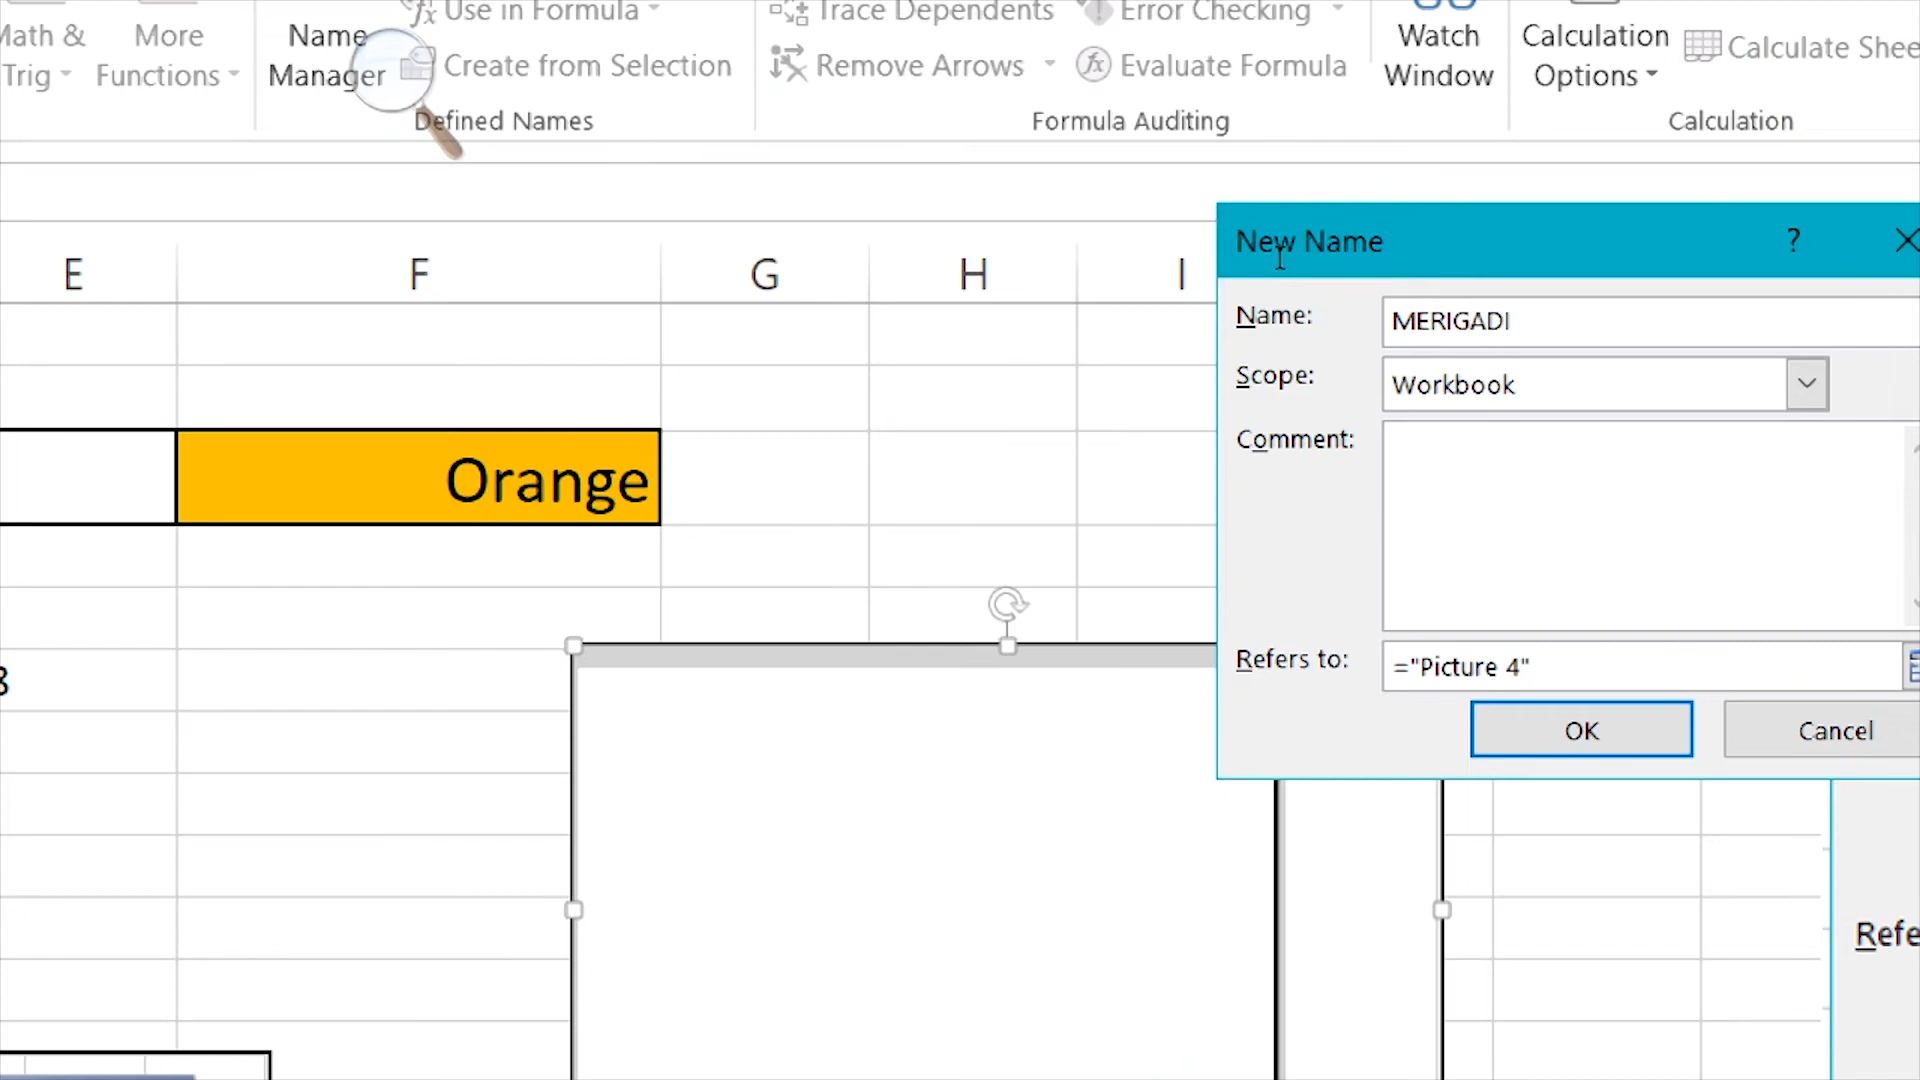 Math &
Trig
More
Functions
Name
Manager
Use in Formula
Create from Selection
Defined Names
Trace Dependents
Remove Arrows
Error Checking
Evaluate Formula
Formula Auditing
Watch
Window
Calculation
Options
Calculate Shee
Calculation
E F G H I
Orange
8
New Name ?
Name: MERIGADI
Scope: Workbook
Comment:
Refers to: ="Picture 4"
OK Cancel
Refe